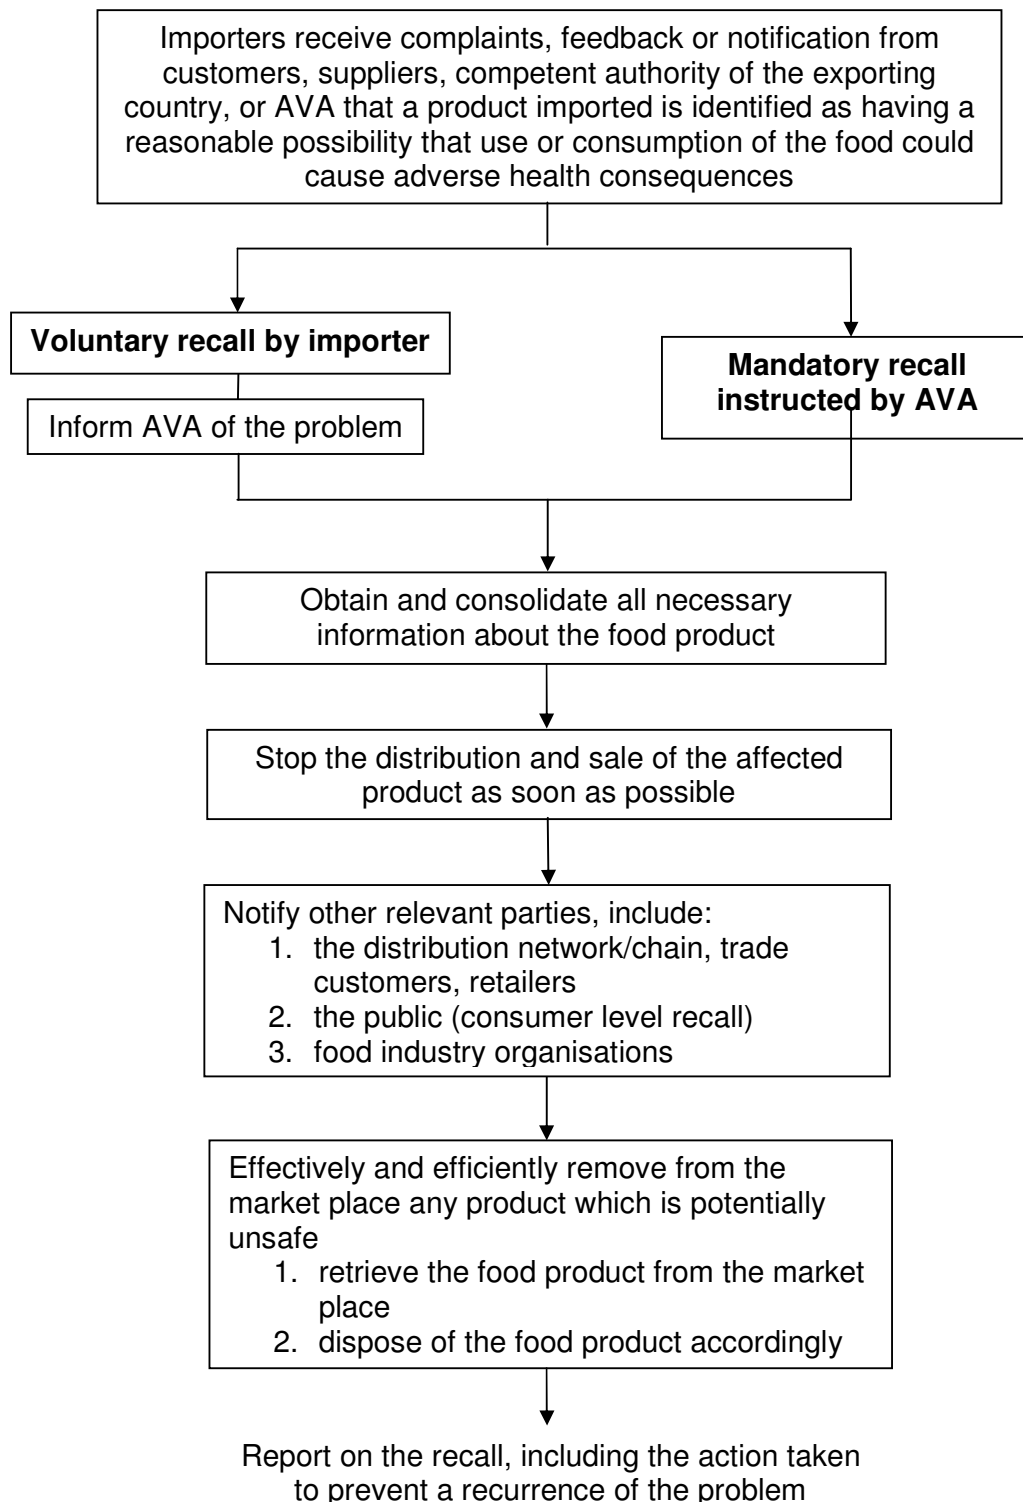 Importers receive complaints, feedback or notification from
customers, suppliers, competent authority of the exporting
country, or AVA that a product imported is identified as having a
reasonable possibility that use or consumption of the food could
cause adverse health consequences
Voluntary recall by importer
Inform AVA of the problem
Mandatory recall
instructed by AVA
Obtain and consolidate all necessary
information about the food product
Stop the distribution and sale of the affected
product as soon as possible
Notify other relevant parties, include:
1. the distribution network/chain, trade
customers, retailers
2. the public (consumer level recall)
3. food industry organisations
Effectively and efficiently remove from the
market place any product which is potentially
unsafe
1. retrieve the food product from the market
place
2. dispose of the food product accordingly
Report on the recall, including the action taken
to prevent a recurrence of the problem